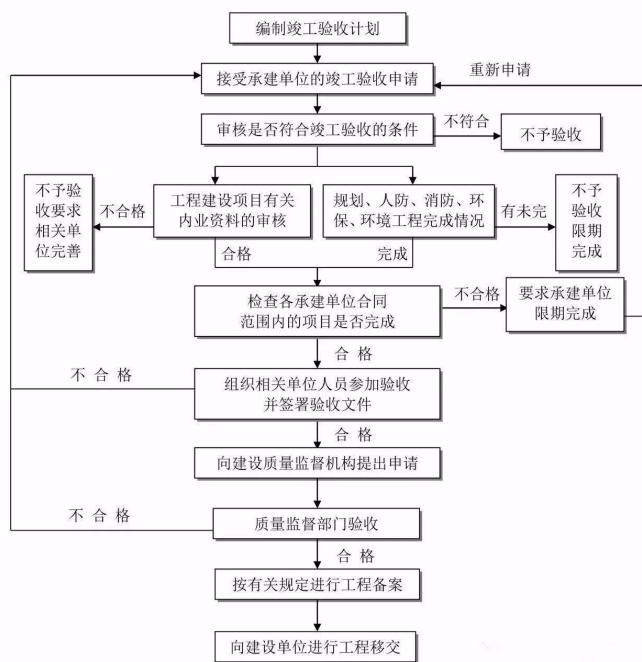 编制竣工验收计划
接受承建单位的竣工验收申请
重新申请
审核是否符合竣工验收的条件
不符合
不予验收
不予验
收要求
相关单
位完善
不合格
工程建设项目有关
内业资料的审核
规划、人防、消防、环
保、环境工程完成情况
有未完
不予
验收
限期
完成
合格
完成
检查各承建单位合同
范围内的项目是否完成
不合格
要求承建单位
限期完成
合 格
不 合 格
组织相关单位人员参加验收
并签署验收文件
合 格
向建设质量监督机构提出申请
不 合 格
质量监督部门验收
合 格
按有关规定进行工程备案
向建设单位进行工程移交